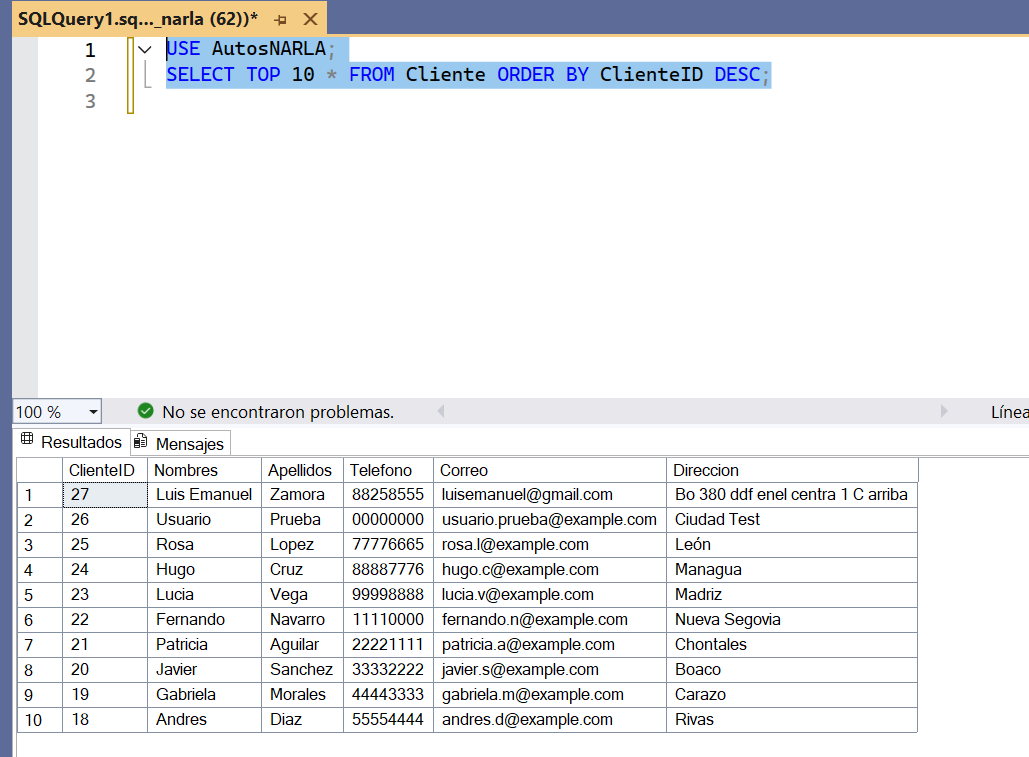 SQLQuery1.sq..._narla (62))*
1 USE AutosNARLA;
2 SELECT TOP 10 * FROM Cliente ORDER BY ClienteID DESC;
3
100 % No se encontraron problemas. Línea
Resultados Mensajes
ClienteID Nombres Apellidos Telefono Correo Direccion
1 27 Luis Emanuel Zamora 88258555 luisemanuel@gmail.com Bo 380 ddf enel centra 1 C arriba
2 26 Usuario Prueba 00000000 usuario.prueba@example.com Ciudad Test
3 25 Rosa Lopez 77776665 rosa.l@example.com León
4 24 Hugo Cruz 88887776 hugo.c@example.com Managua
5 23 Lucia Vega 99998888 lucia.v@example.com Madriz
6 22 Fernando Navarro 11110000 fernando.n@example.com Nueva Segovia
7 21 Patricia Aguilar 22221111 patricia.a@example.com Chontales
8 20 Javier Sanchez 33332222 javier.s@example.com Boaco
9 19 Gabriela Morales 44443333 gabriela.m@example.com Carazo
10 18 Andres Diaz 55554444 andres.d@example.com Rivas